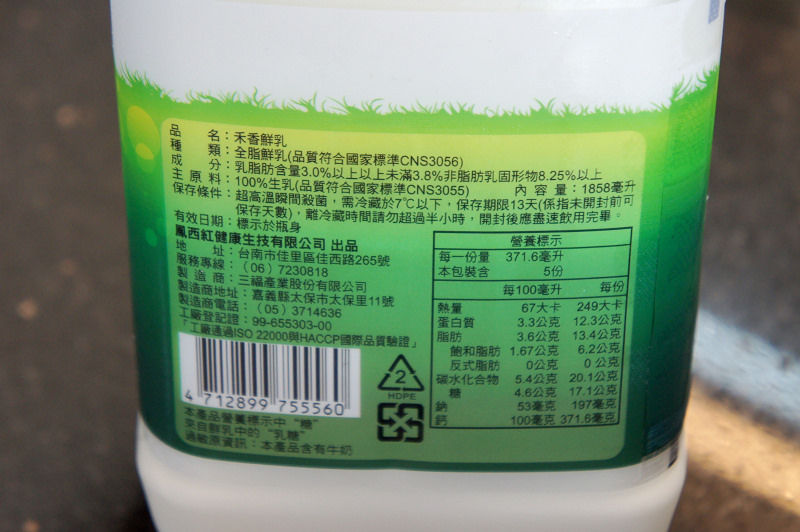 品名：禾香鮮乳
種類：全脂鮮乳(品質符合國家標準CNS3056)
成分：乳脂肪含量3.0%以上以上未滿3.8%非脂肪乳固形物8.25%以上
主原料：100%生乳(品質符合國家標準CNS3055) 內容量：1858毫升
保存條件：超高溫瞬間殺菌，需冷藏於7℃以下，保存期限13天(係指未開封前可
保存天數)，離冷藏時間請勿超過半小時，開封後應盡速飲用完畢。
有效日期：標示於瓶身
鳳西紅健康生技有限公司 出品
地址：台南市佳里區佳西路265號
服務專線：（06）7230818
製造商：三福產業股份有限公司
製造商地址：嘉義縣太保市太保里11號
製造商電話：（05）3714636
工廠登記證：99-655303-00
「工廠通過ISO 22000與HACCP國際品質驗證」
4 712899 755560
本產品營養標示中“糖”
來自鮮乳中的“乳糖”
過敏原資訊：本產品含有牛奶
2
HDPE
營養標示
每一份量 371.6毫升
本包裝含 5份
每100毫升 每份
熱量 67大卡 249大卡
蛋白質 3.3公克 12.3公克
脂肪 3.6公克 13.4公克
飽和脂肪 1.67公克 6.2公克
反式脂肪 0公克 0公克
碳水化合物 5.4公克 20.1公克
糖 4.6公克 17.1公克
鈉 53毫克 197毫克
鈣 100毫克 371.6毫克